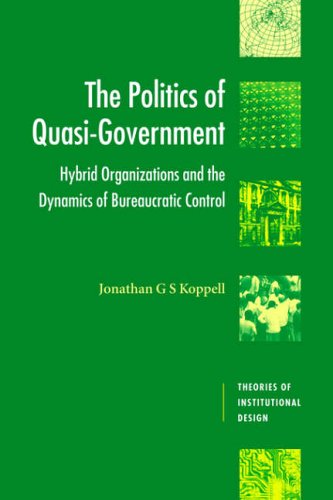 The Politics of
Quasi-Government
Hybrid Organizations and the
Dynamics of Bureaucratic Control
Jonathan G S Koppell
THEORIES OF
INSTITUTIONAL
DESIGN